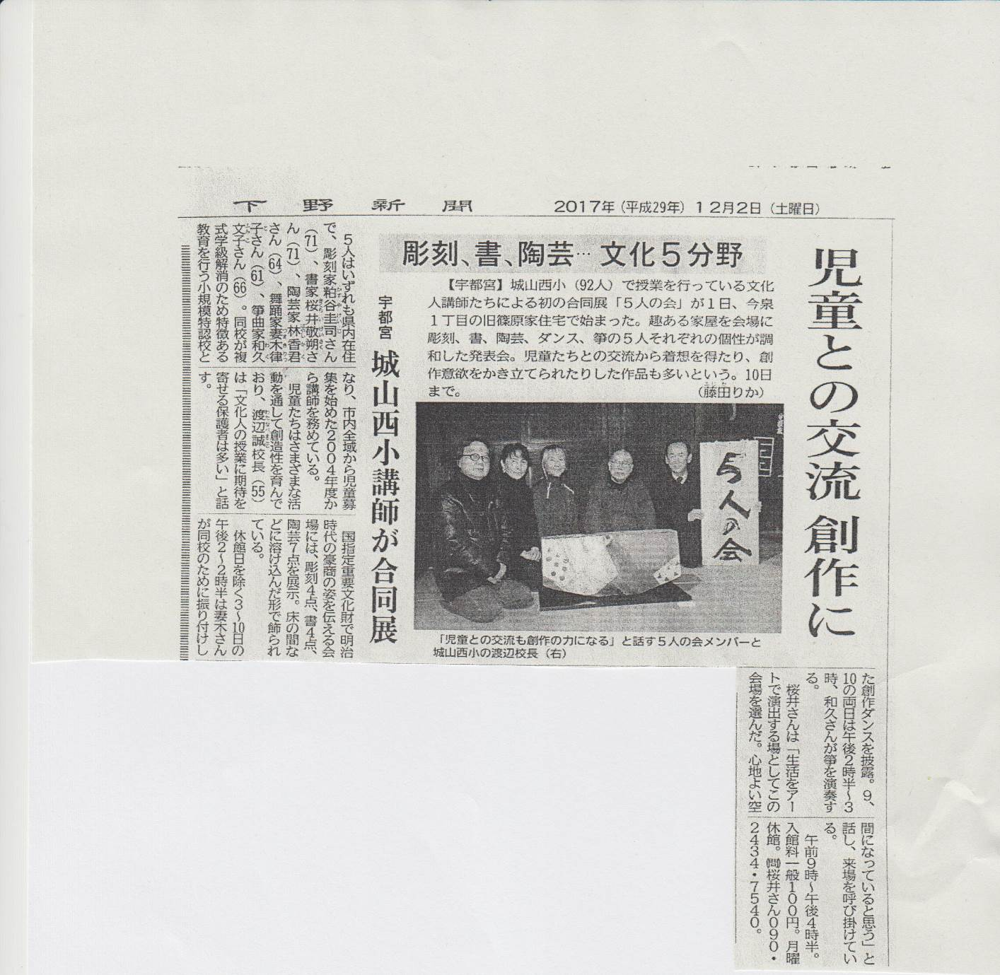 下野新聞
2017年(平成29年)12月2日(土曜日)
児童との交流 創作に
彫刻、書、陶芸…文化5分野
宇都宮 城山西小講師が合同展
【宇都宮】城山西小(92人)で授業を行っている文化
人講師たちによる初の合同展「5人の会」が1日、今泉
1丁目の旧篠原家住宅で始まった。趣ある家屋を会場に
彫刻、書、陶芸、ダンス、箏の5人それぞれの個性が調
和した発表会。児童たちとの交流から着想を得たり、創
作意欲をかき立てられたりした作品も多いという。10日
まで。 (藤田りか)
5人の会
「児童との交流も創作の力になる」と話す5人の会メンバーと
城山西小の渡辺校長(右)
5人はいずれも県内在住
で、彫刻家粕谷圭司さん
(71)、書家桜井敬朔さ
ん(71)、陶芸家林香君
さん(64)、舞踊家妻木律
子さん(61)、箏曲家和久
文子さん(66)。同校が複
式学級解消のため特徴ある
教育を行う小規模特認校と
なり、市内全域から児童募
集を始めた2004年度か
ら講師を務めている。
児童たちはさまざまな活
動を通して創造性を育んで
おり、渡辺誠校長(55)
は「文化人の授業に期待を
寄せる保護者は多い」と話
す。
国指定重要文化財で明治
時代の豪商の姿を伝える会
場には、彫刻4点、書4点、
陶芸7点を展示。床の間な
どに溶け込んだ形で飾られ
ている。
休館日を除く3～10日の
午後2～2時半は妻木さん
が同校のために振り付けし
た創作ダンスを披露。9、
10の両日は午後2時半～3
時、和久さんが箏を演奏す
る。
桜井さんは「生活をアー
トで演出する場としてこの
会場を選んだ。心地よい空
間になっていると思う」と
話し、来場を呼び掛けてい
る。
午前9時～午後4時半。
入館料一般100円。月曜
休館。㉄桜井さん090・
2434・7540。